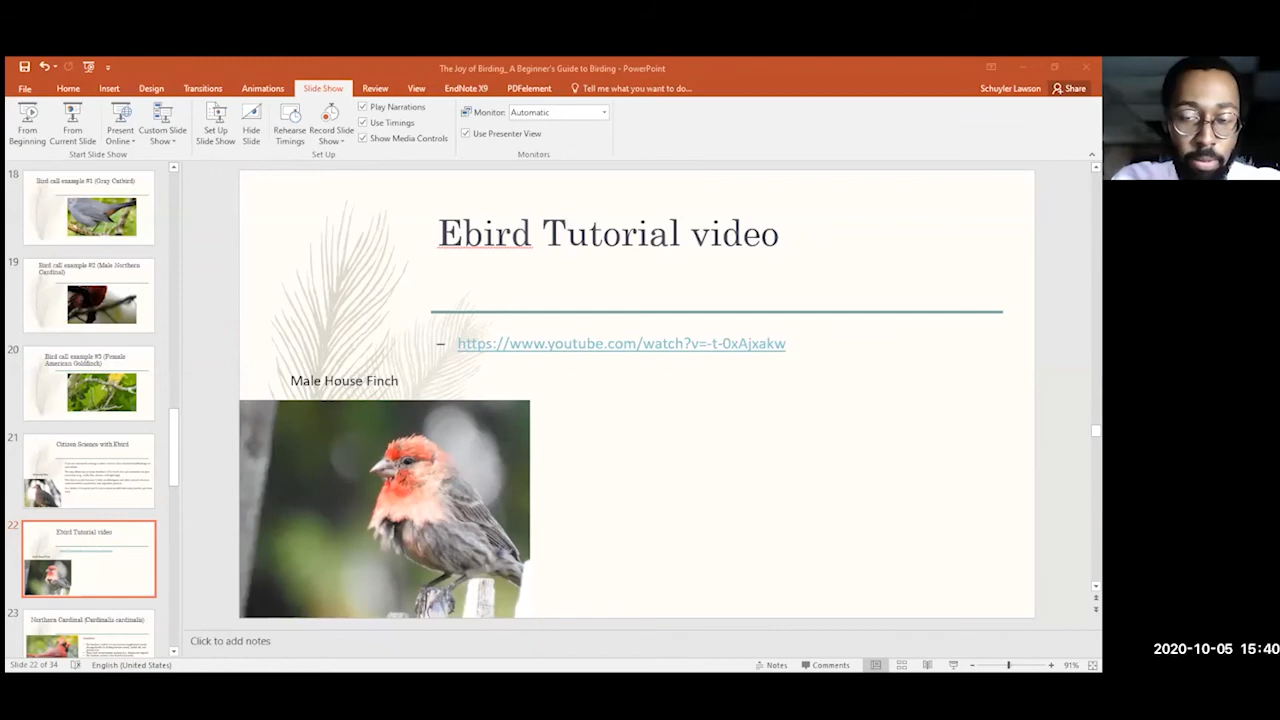 The Joy of Birding_ A Beginner's Guide to Birding - PowerPoint
File Home Insert Design Transitions Animations Slide Show Review View EndNote X9 PDFelement Tell me what you want to do... Schuyler Lawson Share
From Beginning
From Current Slide
Present Online
Custom Slide Show
Start Slide Show
Set Up Slide Show
Hide Slide
Rehearse Timings
Record Slide Show
Play Narrations
Use Timings
Show Media Controls
Set Up
Monitor: Automatic
Use Presenter View
Monitors
18
Bird call example #1 (Gray Catbird)
19
Bird call example #2 (Male Northern
Cardinal)
20
Bird call example #3 (Female
American Goldfinch)
21
Citizen Science with Ebird
22
Ebird Tutorial video
23
Northern Cardinal (Cardinalis cardinalis)
Ebird Tutorial video
– https://www.youtube.com/watch?v=-t-0xAjxakw
Male House Finch
Click to add notes
Slide 22 of 34 English (United States) Notes Comments 91%
2020-10-05 15:40